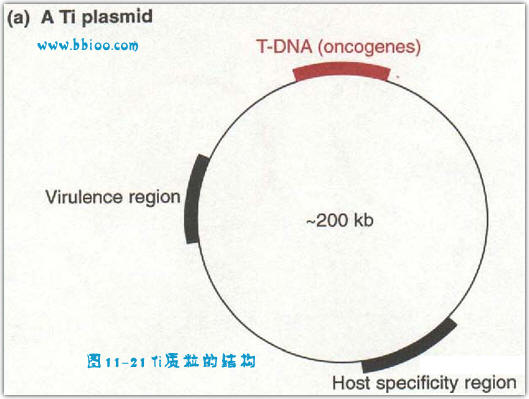 (a) A Ti plasmid
www.bbioo.com
T-DNA (oncogenes)
Virulence region
~200 kb
图11-21 Ti质粒的结构
Host specificity region